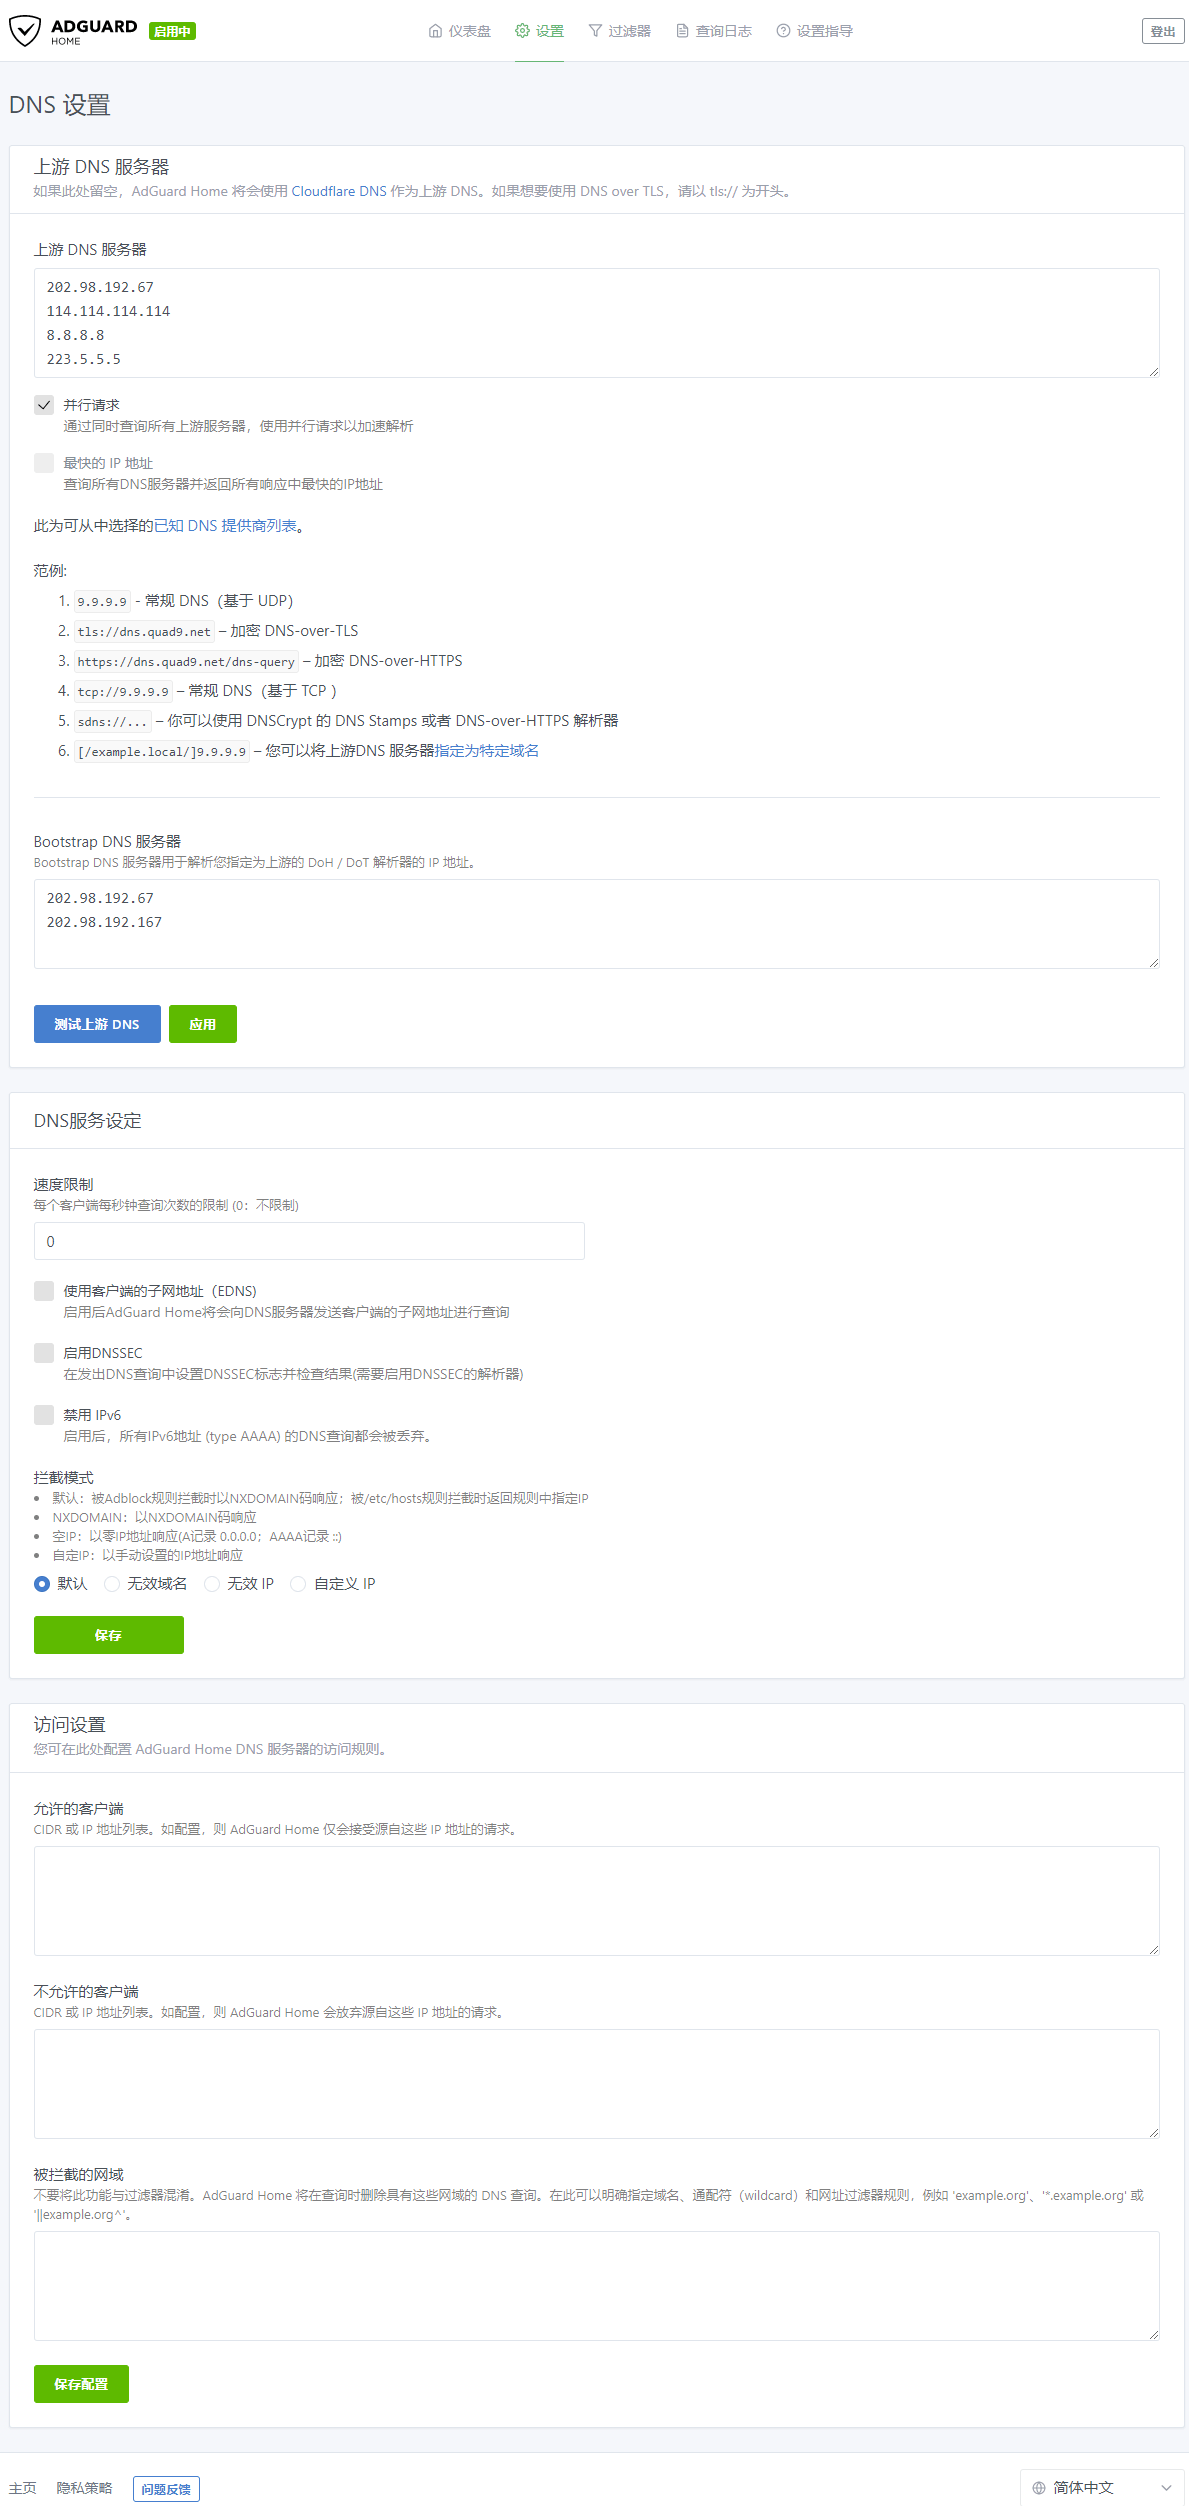 ADGUARD
HOME
启用中
仪表盘
设置
过滤器
查询日志
设置指导
登出
DNS 设置
上游 DNS 服务器
如果此处留空，AdGuard Home 将会使用 Cloudflare DNS 作为上游 DNS。如果想要使用 DNS over TLS，请以 tls:// 为开头。
上游 DNS 服务器
202.98.192.67
114.114.114.114
8.8.8.8
223.5.5.5
并行请求
通过同时查询所有上游服务器，使用并行请求以加速解析
最快的 IP 地址
查询所有DNS服务器并返回所有响应中最快的IP地址
此为可从中选择的已知 DNS 提供商列表。
范例:
1. 9.9.9.9 - 常规 DNS（基于 UDP）
2. tls://dns.quad9.net – 加密 DNS-over-TLS
3. https://dns.quad9.net/dns-query – 加密 DNS-over-HTTPS
4. tcp://9.9.9.9 – 常规 DNS（基于 TCP ）
5. sdns://... – 你可以使用 DNSCrypt 的 DNS Stamps 或者 DNS-over-HTTPS 解析器
6. [/example.local/]9.9.9.9 – 您可以将上游DNS 服务器指定为特定域名
Bootstrap DNS 服务器
Bootstrap DNS 服务器用于解析您指定为上游的 DoH / DoT 解析器的 IP 地址。
202.98.192.67
202.98.192.167
测试上游 DNS
应用
DNS服务设定
速度限制
每个客户端每秒钟查询次数的限制 (0：不限制)
0
使用客户端的子网地址（EDNS)
启用后AdGuard Home将会向DNS服务器发送客户端的子网地址进行查询
启用DNSSEC
在发出DNS查询中设置DNSSEC标志并检查结果(需要启用DNSSEC的解析器)
禁用 IPv6
启用后，所有IPv6地址 (type AAAA) 的DNS查询都会被丢弃。
拦截模式
• 默认：被Adblock规则拦截时以NXDOMAIN码响应；被/etc/hosts规则拦截时返回规则中指定IP
• NXDOMAIN：以NXDOMAIN码响应
• 空IP：以零IP地址响应(A记录 0.0.0.0；AAAA记录 ::)
• 自定IP：以手动设置的IP地址响应
默认
无效域名
无效 IP
自定义 IP
保存
访问设置
您可在此处配置 AdGuard Home DNS 服务器的访问规则。
允许的客户端
CIDR 或 IP 地址列表。如配置，则 AdGuard Home 仅会接受源自这些 IP 地址的请求。
不允许的客户端
CIDR 或 IP 地址列表。如配置，则 AdGuard Home 会放弃源自这些 IP 地址的请求。
被拦截的网域
不要将此功能与过滤器混淆。AdGuard Home 将在查询时删除具有这些网域的 DNS 查询。在此可以明确指定域名、通配符（wildcard）和网址过滤器规则，例如 'example.org'、'*.example.org' 或
'||example.org^'。
保存配置
主页
隐私策略
问题反馈
简体中文